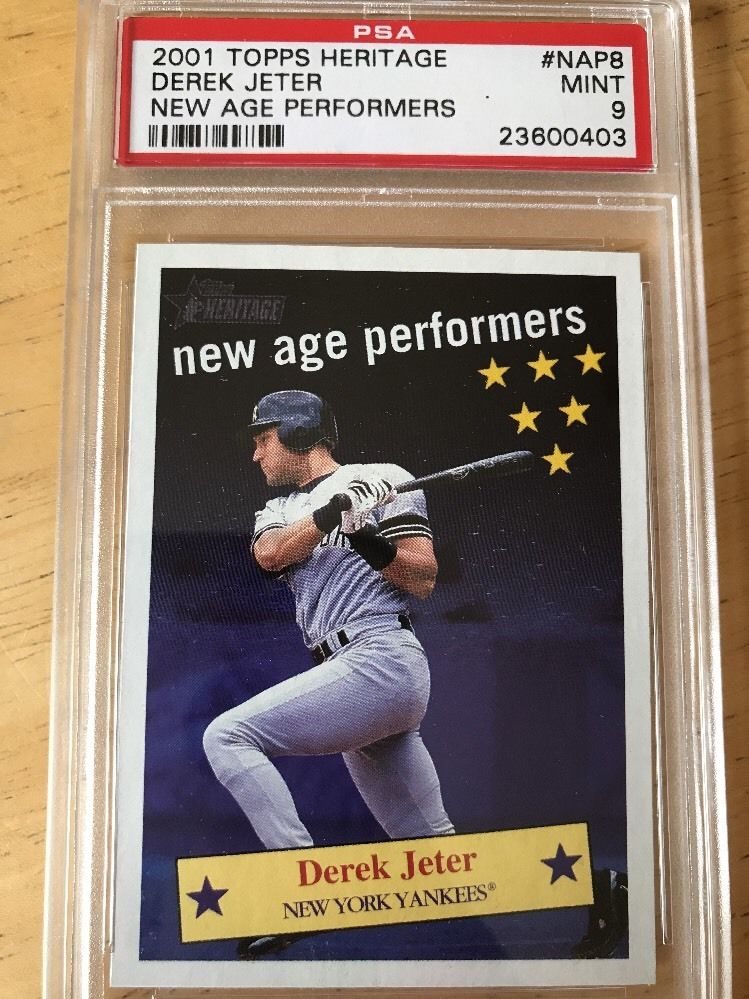 PSA
2001 TOPPS HERITAGE #NAP8
DEREK JETER MINT
NEW AGE PERFORMERS 9
23600403
Topps
HERITAGE
new age performers
Derek Jeter
NEW YORK YANKEES®